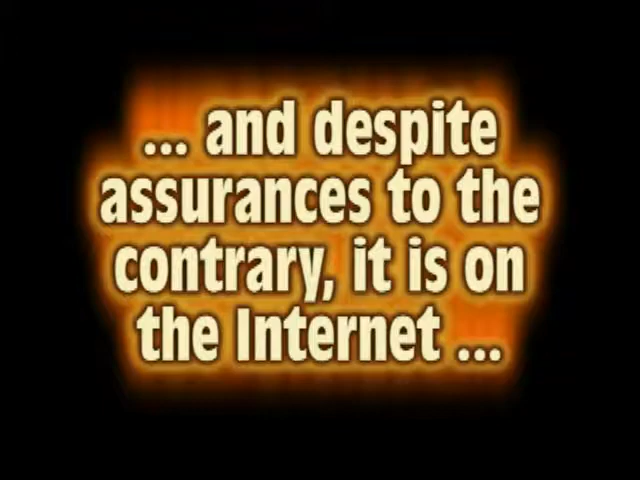 ... and despite
assurances to the
contrary, it is on
the Internet ...